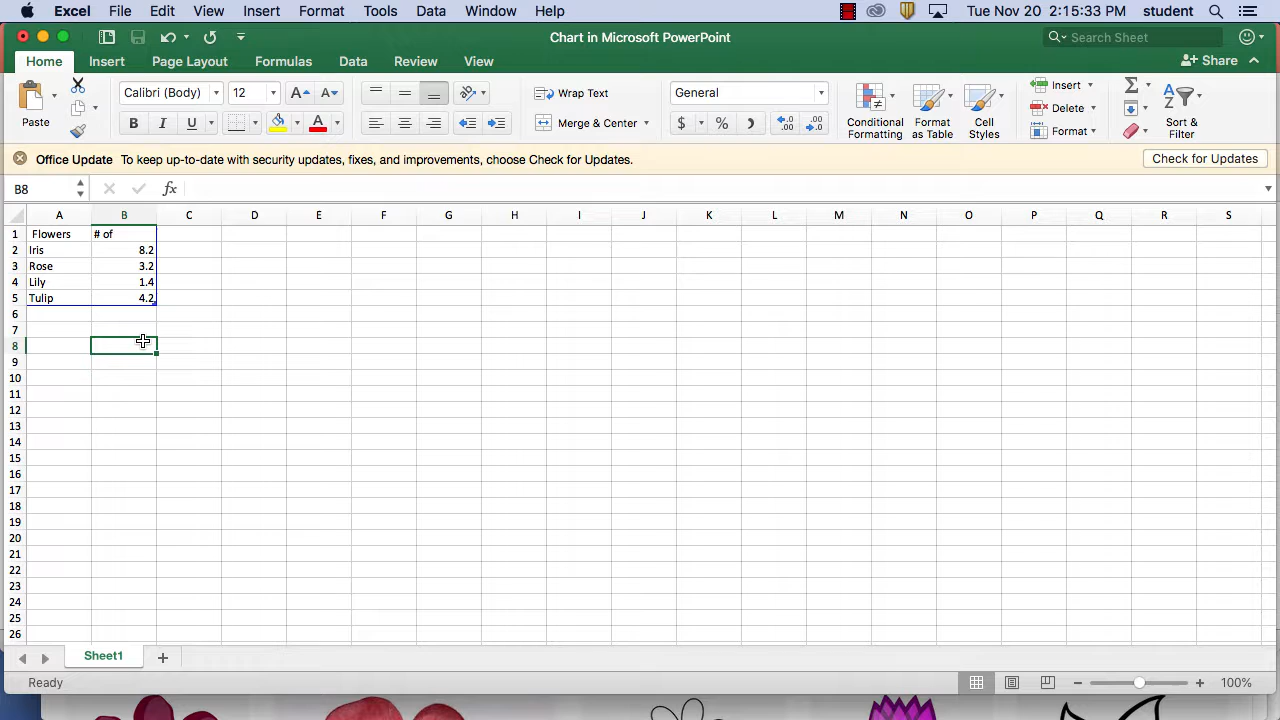 Excel File Edit View Insert Format Tools Data Window Help Tue Nov 20 2:15:33 PM student
Chart in Microsoft PowerPoint
Search Sheet
Home Insert Page Layout Formulas Data Review View Share
Paste Calibri (Body) 12 Wrap Text General Conditional Formatting Format as Table Cell Styles Insert Sort & Filter
B I U Merge & Center $ % Delete
Format
Office Update To keep up-to-date with security updates, fixes, and improvements, choose Check for Updates. Check for Updates
B8 fx
A B C D E F G H I J K L M N O P Q R S
1 Flowers # of
2 Iris 8.2
3 Rose 3.2
4 Lily 1.4
5 Tulip 4.2
6
7
8
9
10
11
12
13
14
15
16
17
18
19
20
21
22
23
24
25
26
Sheet1
Ready 100%